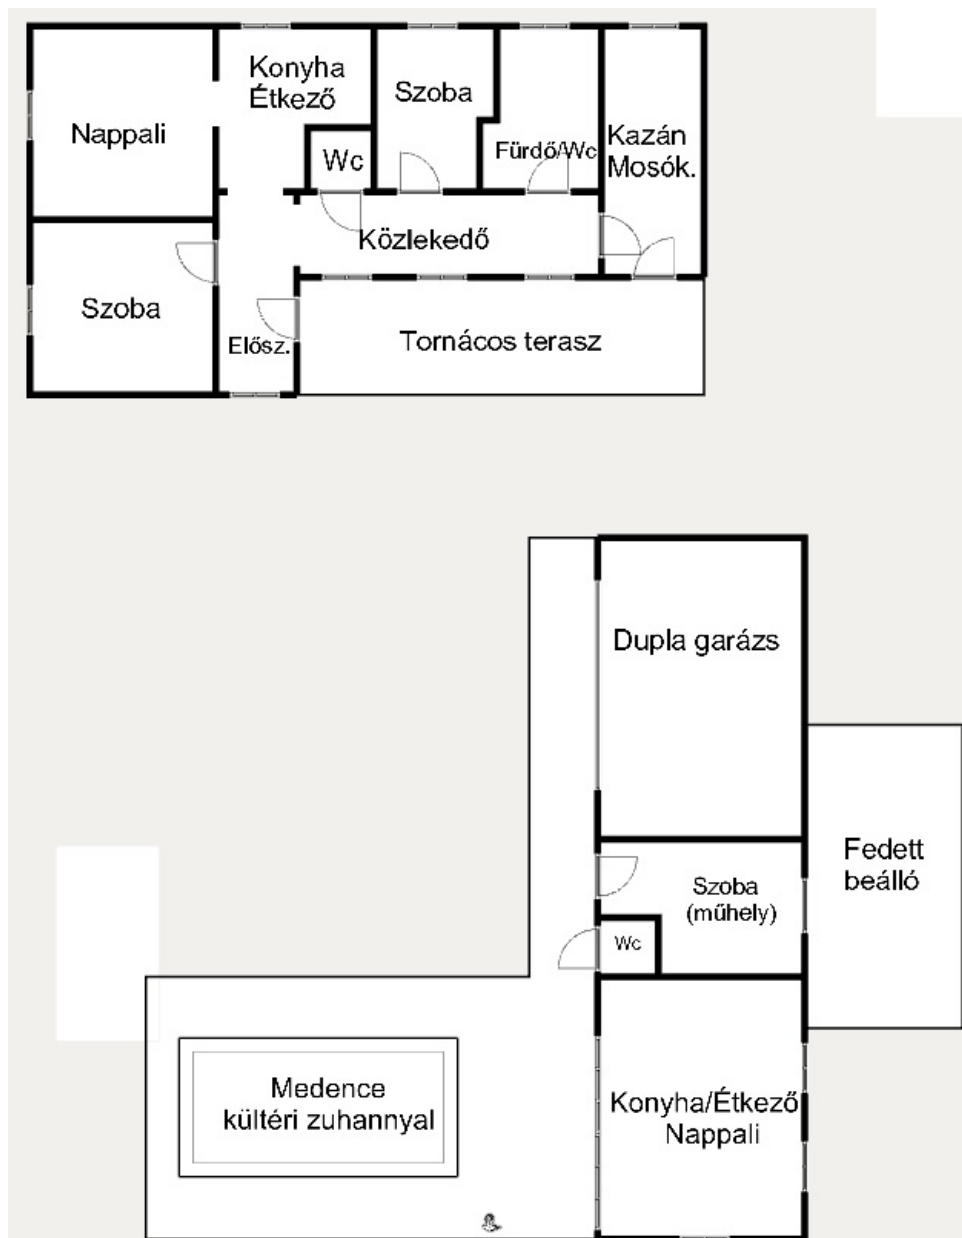 Konyha
Étkező
Szoba
Nappali
Wc
Fürdő/Wc
Kazán
Mosók.
Közlekedő
Szoba
Elősz.
Tornácos terasz
Dupla garázs
Fedett
beálló
Szoba
(műhely)
Wc
Medence
kültéri zuhannyal
Konyha/Étkező
Nappali